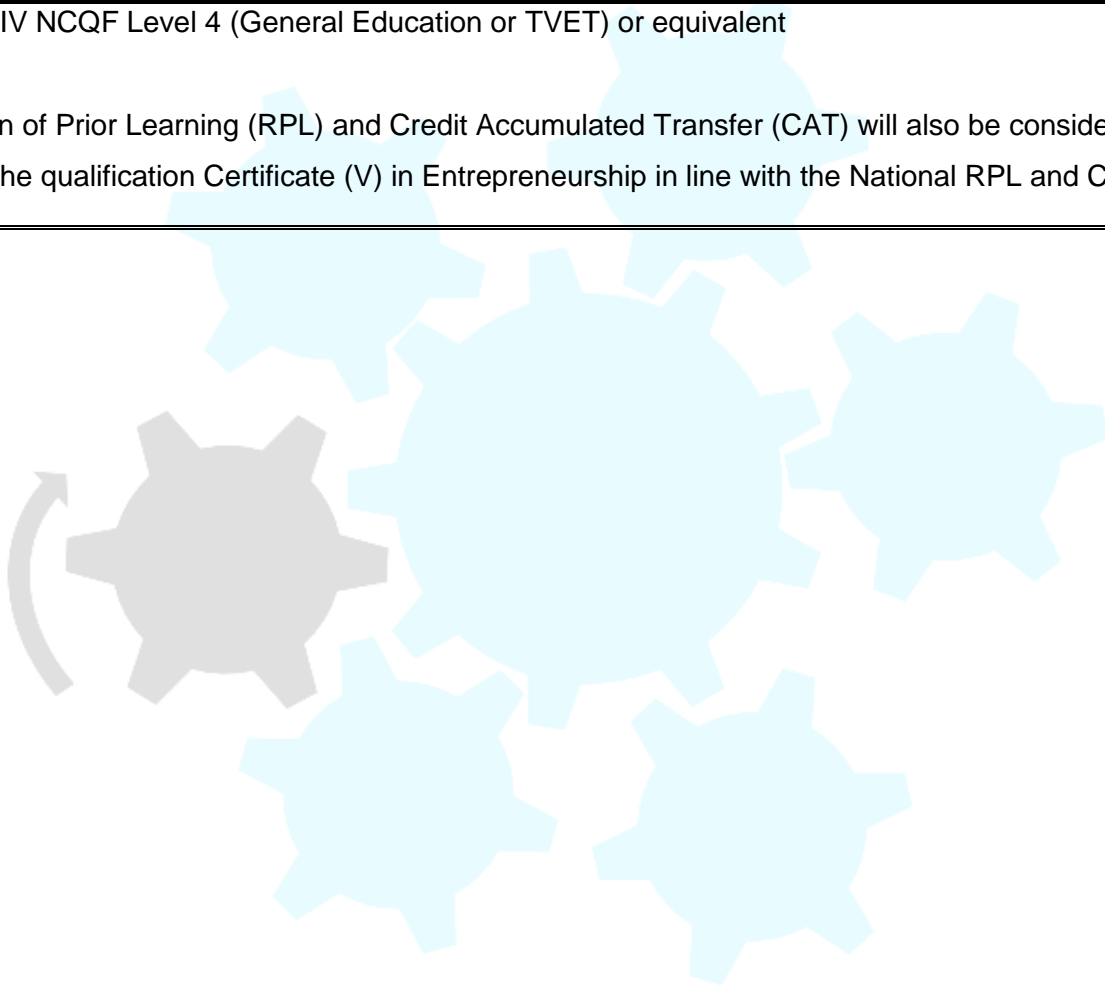 IV NCQF Level 4 (General Education or TVET) or equivalent
n of Prior Learning (RPL) and Credit Accumulated Transfer (CAT) will also be conside
he qualification Certificate (V) in Entrepreneurship in line with the National RPL and C